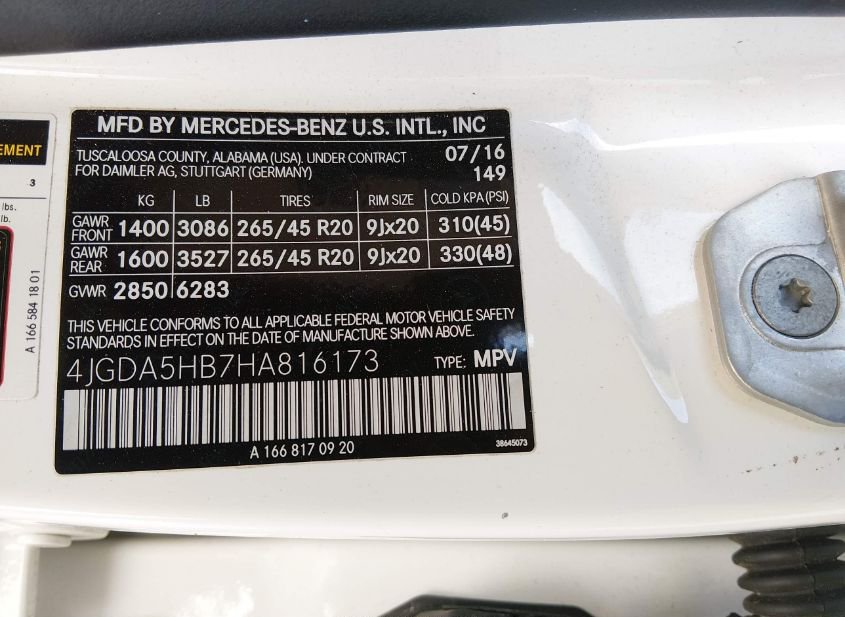 EMENT
3
lbs.
lb.
A 166 584 18 01
MFD BY MERCEDES-BENZ U.S. INTL., INC
TUSCALOOSA COUNTY, ALABAMA (USA). UNDER CONTRACT 07/16
FOR DAIMLER AG, STUTTGART (GERMANY) 149
KG LB TIRES RIM SIZE COLD KPA (PSI)
GAWR FRONT 1400 3086 265/45 R20 9Jx20 310(45)
GAWR REAR 1600 3527 265/45 R20 9Jx20 330(48)
GVWR 2850 6283
THIS VEHICLE CONFORMS TO ALL APPLICABLE FEDERAL MOTOR VEHICLE SAFETY
STANDARDS IN EFFECT ON THE DATE OF MANUFACTURE SHOWN ABOVE.
4JGDA5HB7HA816173 TYPE: MPV
A 166 817 09 20 38645073